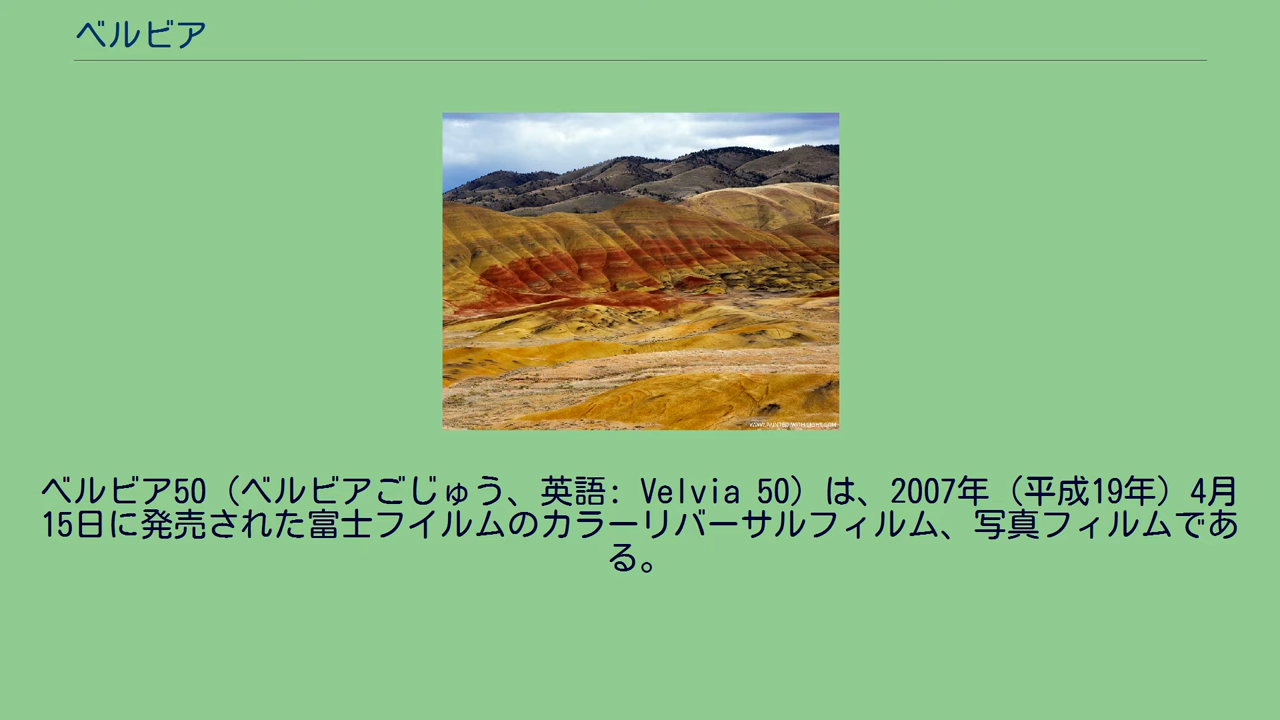 ベルビア
ベルビア50（ベルビアごじゅう、英語: Velvia 50）は、2007年（平成19年）4月
15日に発売された富士フイルムのカラーリバーサルフィルム、写真フィルムであ
る。